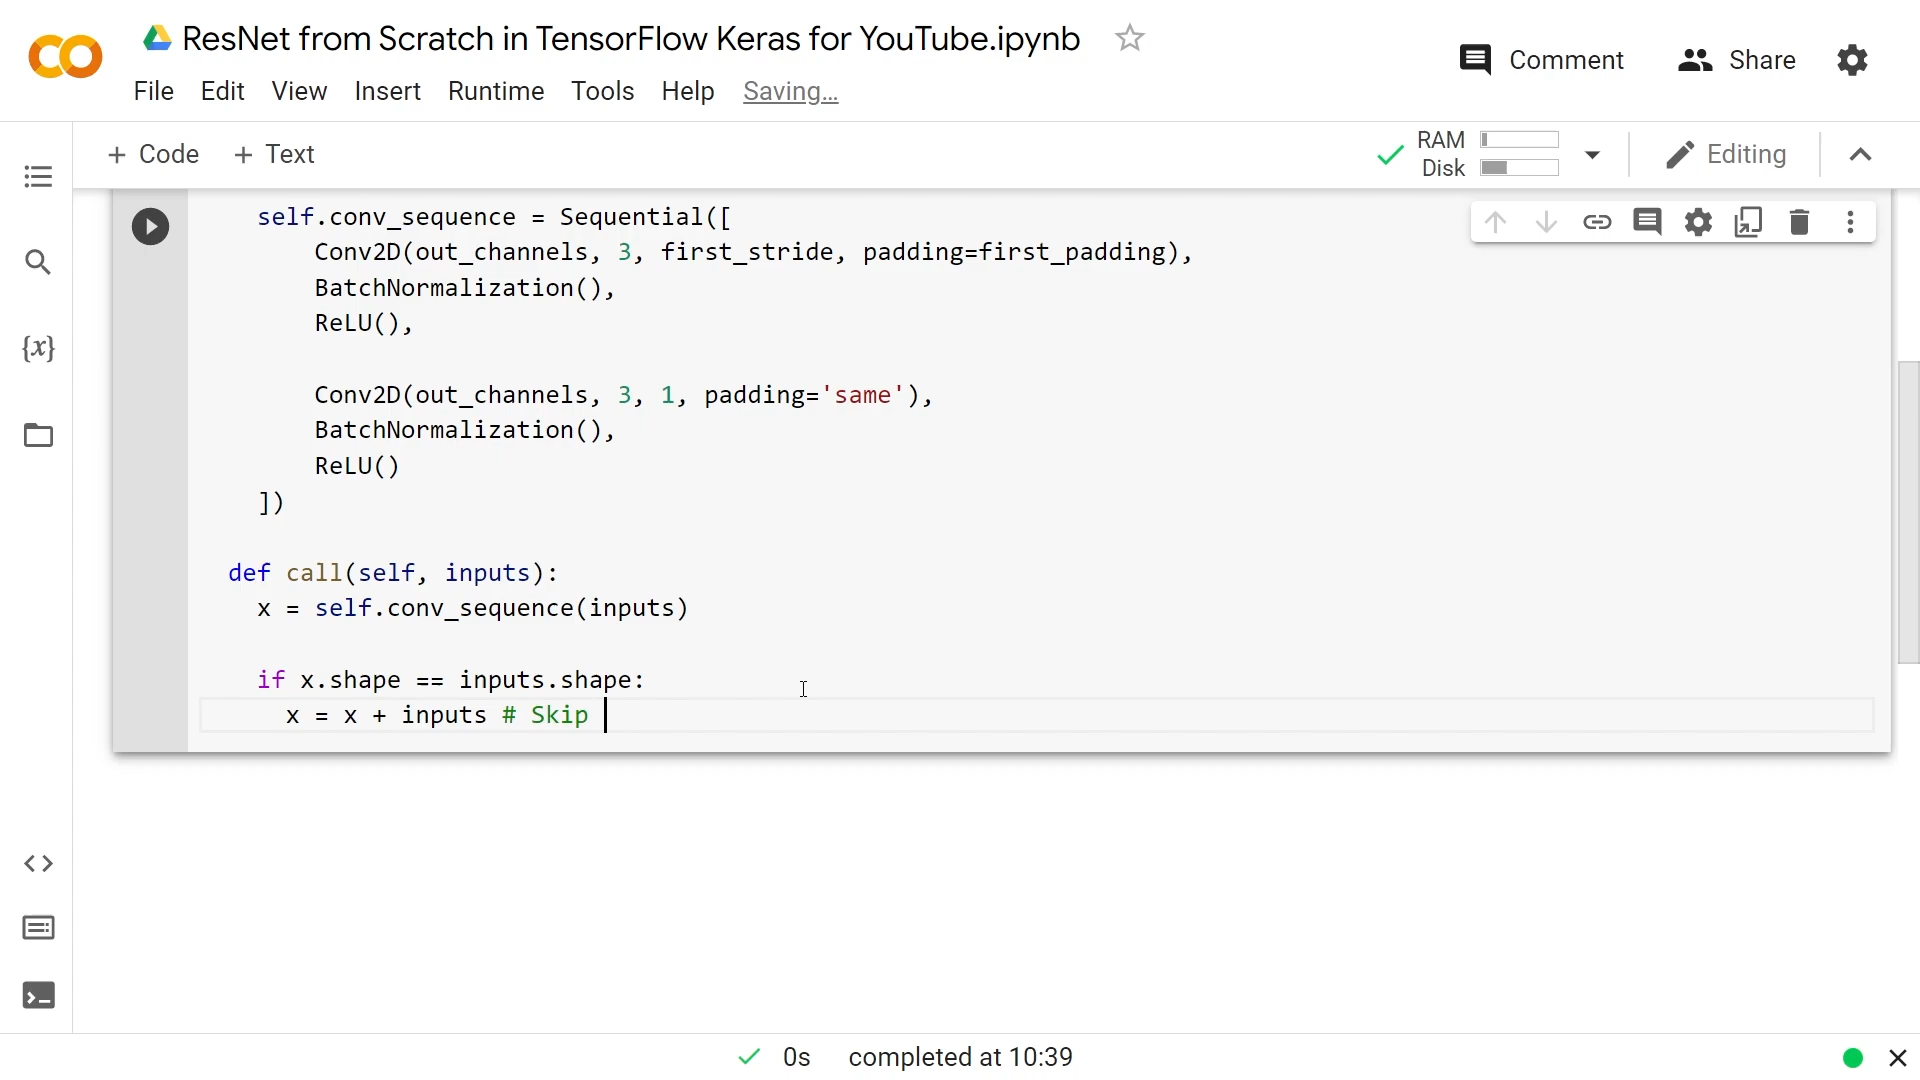 ResNet from Scratch in TensorFlow Keras for YouTube.ipynb
File Edit View Insert Runtime Tools Help Saving…
Comment Share
+ Code + Text
RAM
Disk
Editing
self.conv_sequence = Sequential([
Conv2D(out_channels, 3, first_stride, padding=first_padding),
BatchNormalization(),
ReLU(),
Conv2D(out_channels, 3, 1, padding='same'),
BatchNormalization(),
ReLU()
])
def call(self, inputs):
x = self.conv_sequence(inputs)
if x.shape == inputs.shape:
x = x + inputs # Skip
{x}
0s completed at 10:39